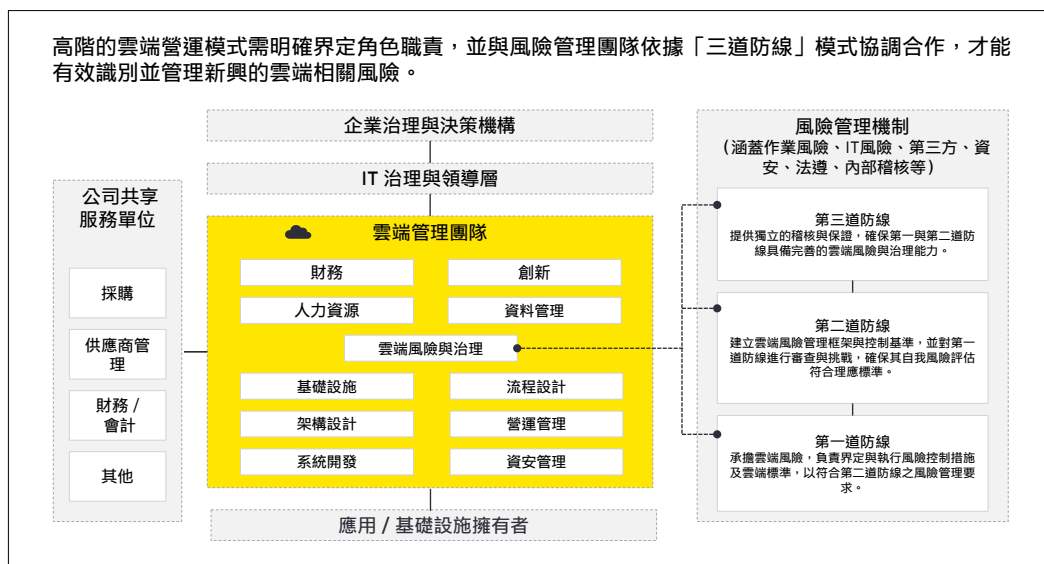 高階的雲端營運模式需明確界定角色職責，並與風險管理團隊依據「三道防線」模式協調合作，才能
有效識別並管理新興的雲端相關風險。
企業治理與決策機構
IT 治理與領導層
公司共享
服務單位
採購
供應商管
理
財務 /
會計
其他
雲端管理團隊
財務
創新
人力資源
資料管理
雲端風險與治理
基礎設施
流程設計
架構設計
營運管理
系統開發
資安管理
應用 / 基礎設施擁有者
風險管理機制
（涵蓋作業風險、IT風險、第三方、資
安、法遵、內部稽核等）
第三道防線
提供獨立的稽核與保證，確保第一與第二道防
線具備完善的雲端風險與治理能力。
第二道防線
建立雲端風險管理框架與控制基準，並對第一
道防線進行審查與挑戰，確保其自我風險評估
符合理應標準。
第一道防線
承擔雲端風險，負責界定與執行風險控制措施
及雲端標準，以符合第二道防線之風險管理要
求。